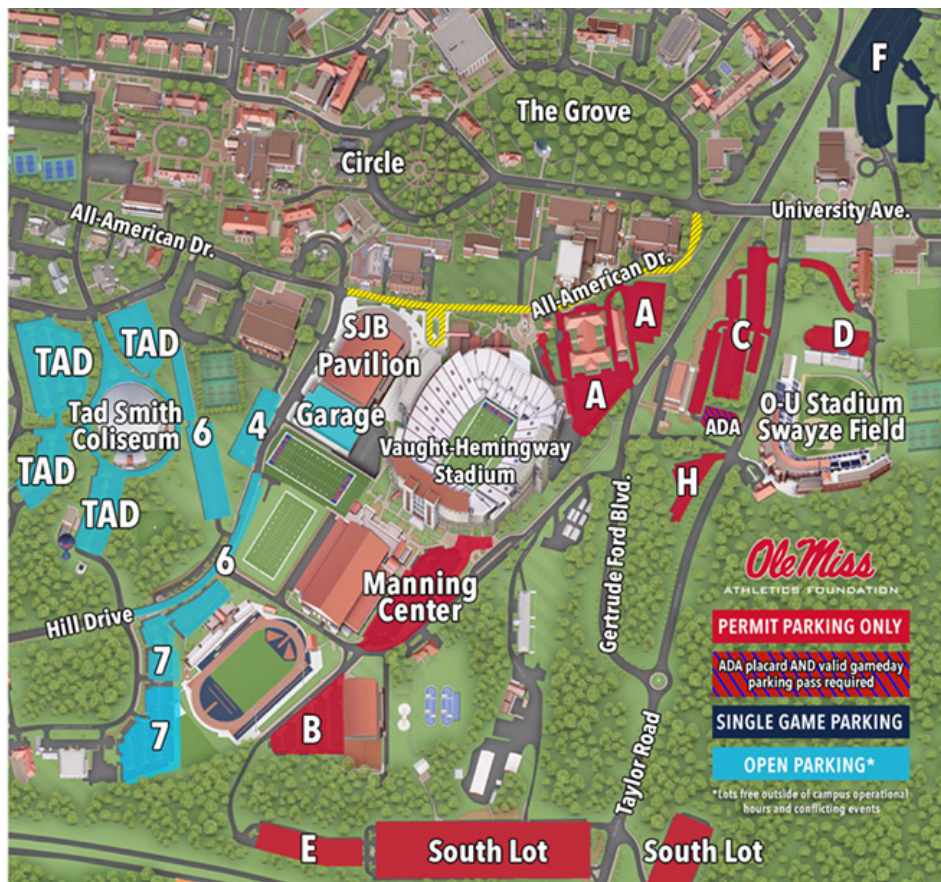 F
The Grove
Circle
University Ave.
All-American Dr.
All-American Dr.
SJB
Pavilion
A
C
D
TAD
TAD
Tad Smith
Coliseum
6
4
Garage
A
ADA
O-U Stadium
Swayze Field
Vaught-Hemingway
Stadium
TAD
TAD
H
6
Manning
Center
Gertrude Ford Blvd.
Hill Drive
7
7
B
Taylor Road
E
South Lot
South Lot
Ole Miss
ATHLETICS FOUNDATION
PERMIT PARKING ONLY
ADA placard AND valid gameday
parking pass required
SINGLE GAME PARKING
OPEN PARKING*
*Lots free outside of campus operational
hours and conflicting events